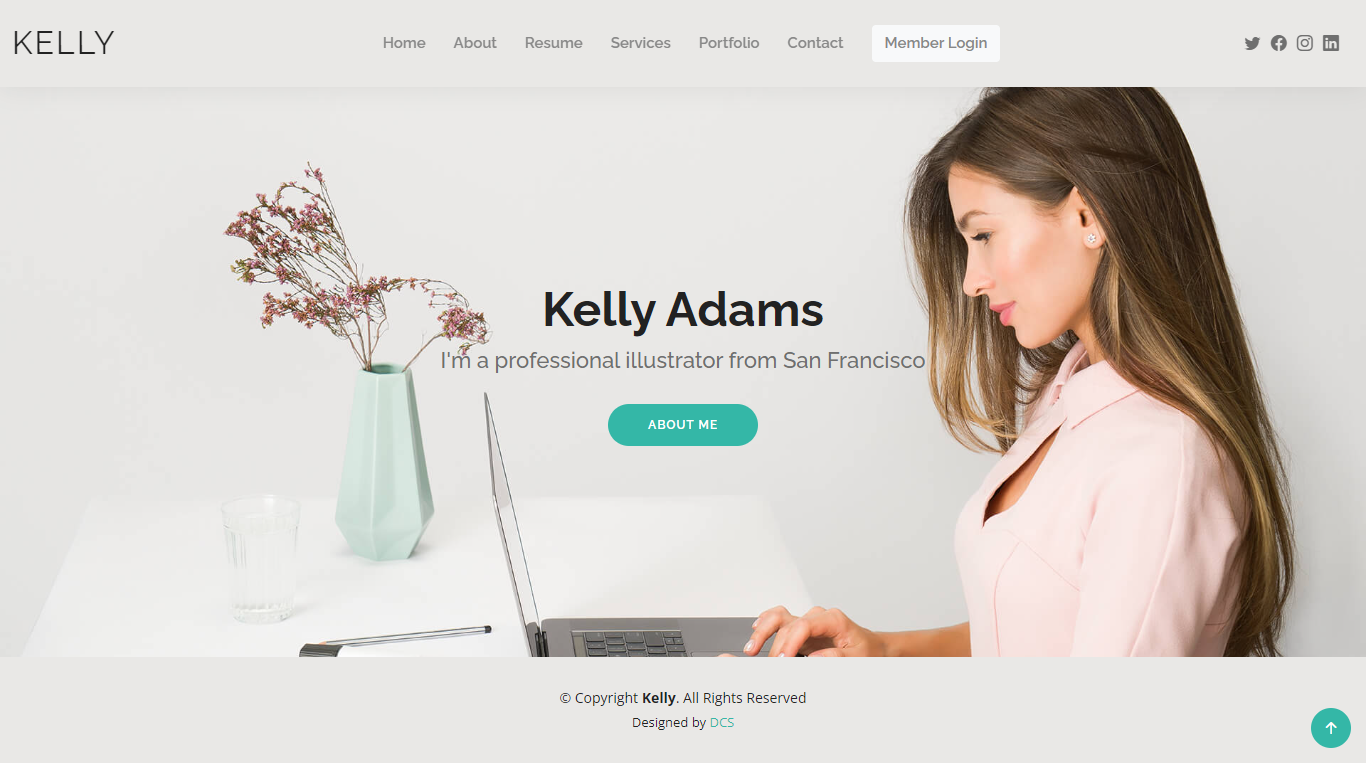 KELLY
Home About Resume Services Portfolio Contact Member Login
Kelly Adams
I'm a professional illustrator from San Francisco
ABOUT ME
© Copyright Kelly. All Rights Reserved
Designed by DCS